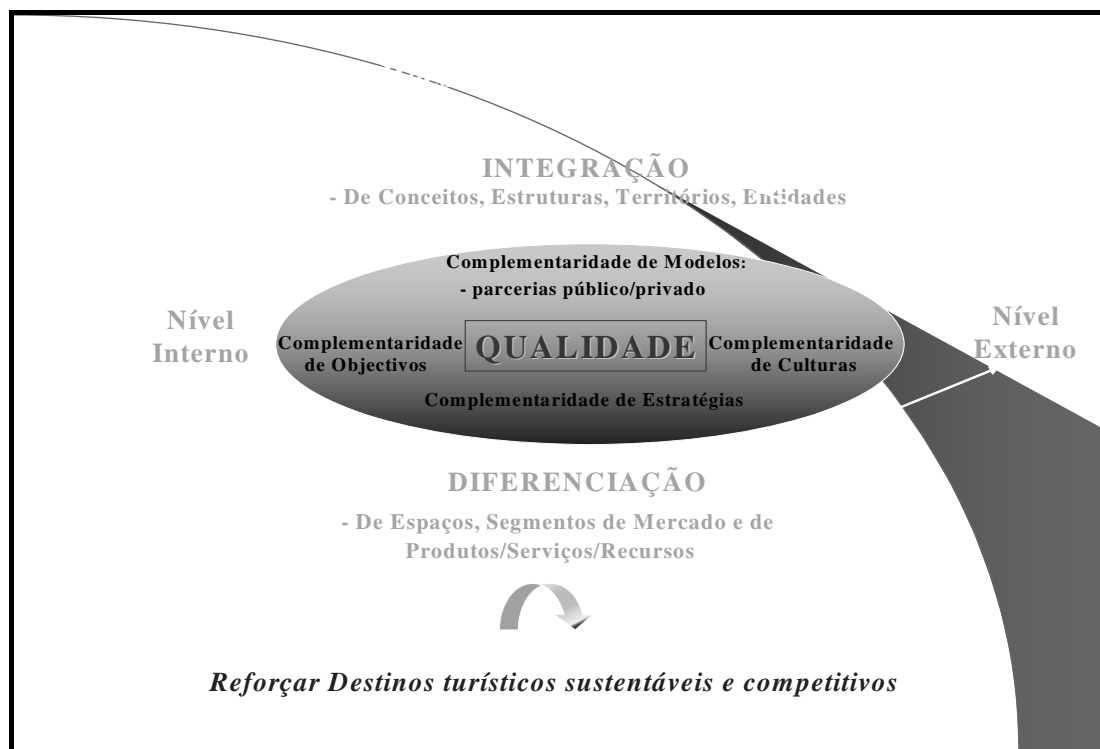 INTEGRAÇÃO
- De Conceitos, Estruturas, Territórios, Entidades
Complementaridade de Modelos:
- parcerias público/privado
Nível
Interno
Complementaridade
de Objectivos
QUALIDADE
Complementaridade
de Culturas
Nível
Externo
Complementaridade de Estratégias
DIFERENCIAÇÃO
- De Espaços, Segmentos de Mercado e de
Produtos/Serviços/Recursos
Reforçar Destinos turísticos sustentáveis e competitivos